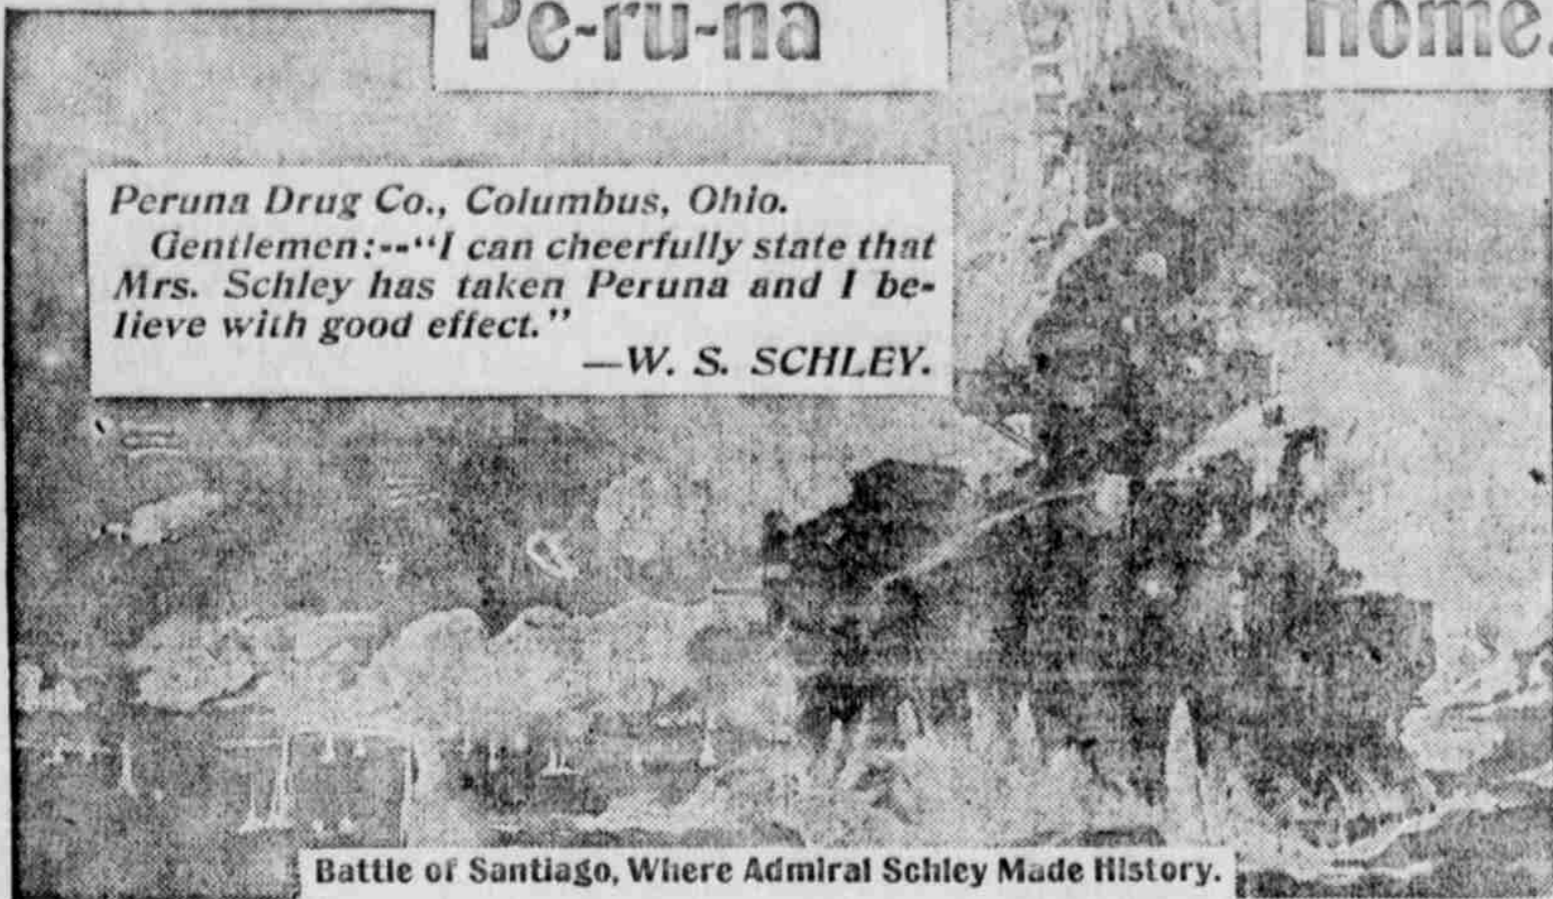 Pe-ru-na Home.
Peruna Drug Co., Columbus, Ohio.
Gentlemen:--"I can cheerfully state that
Mrs. Schley has taken Peruna and I be-
lieve with good effect."
—W. S. SCHLEY.
Battle of Santiago, Where Admiral Schley Made History.